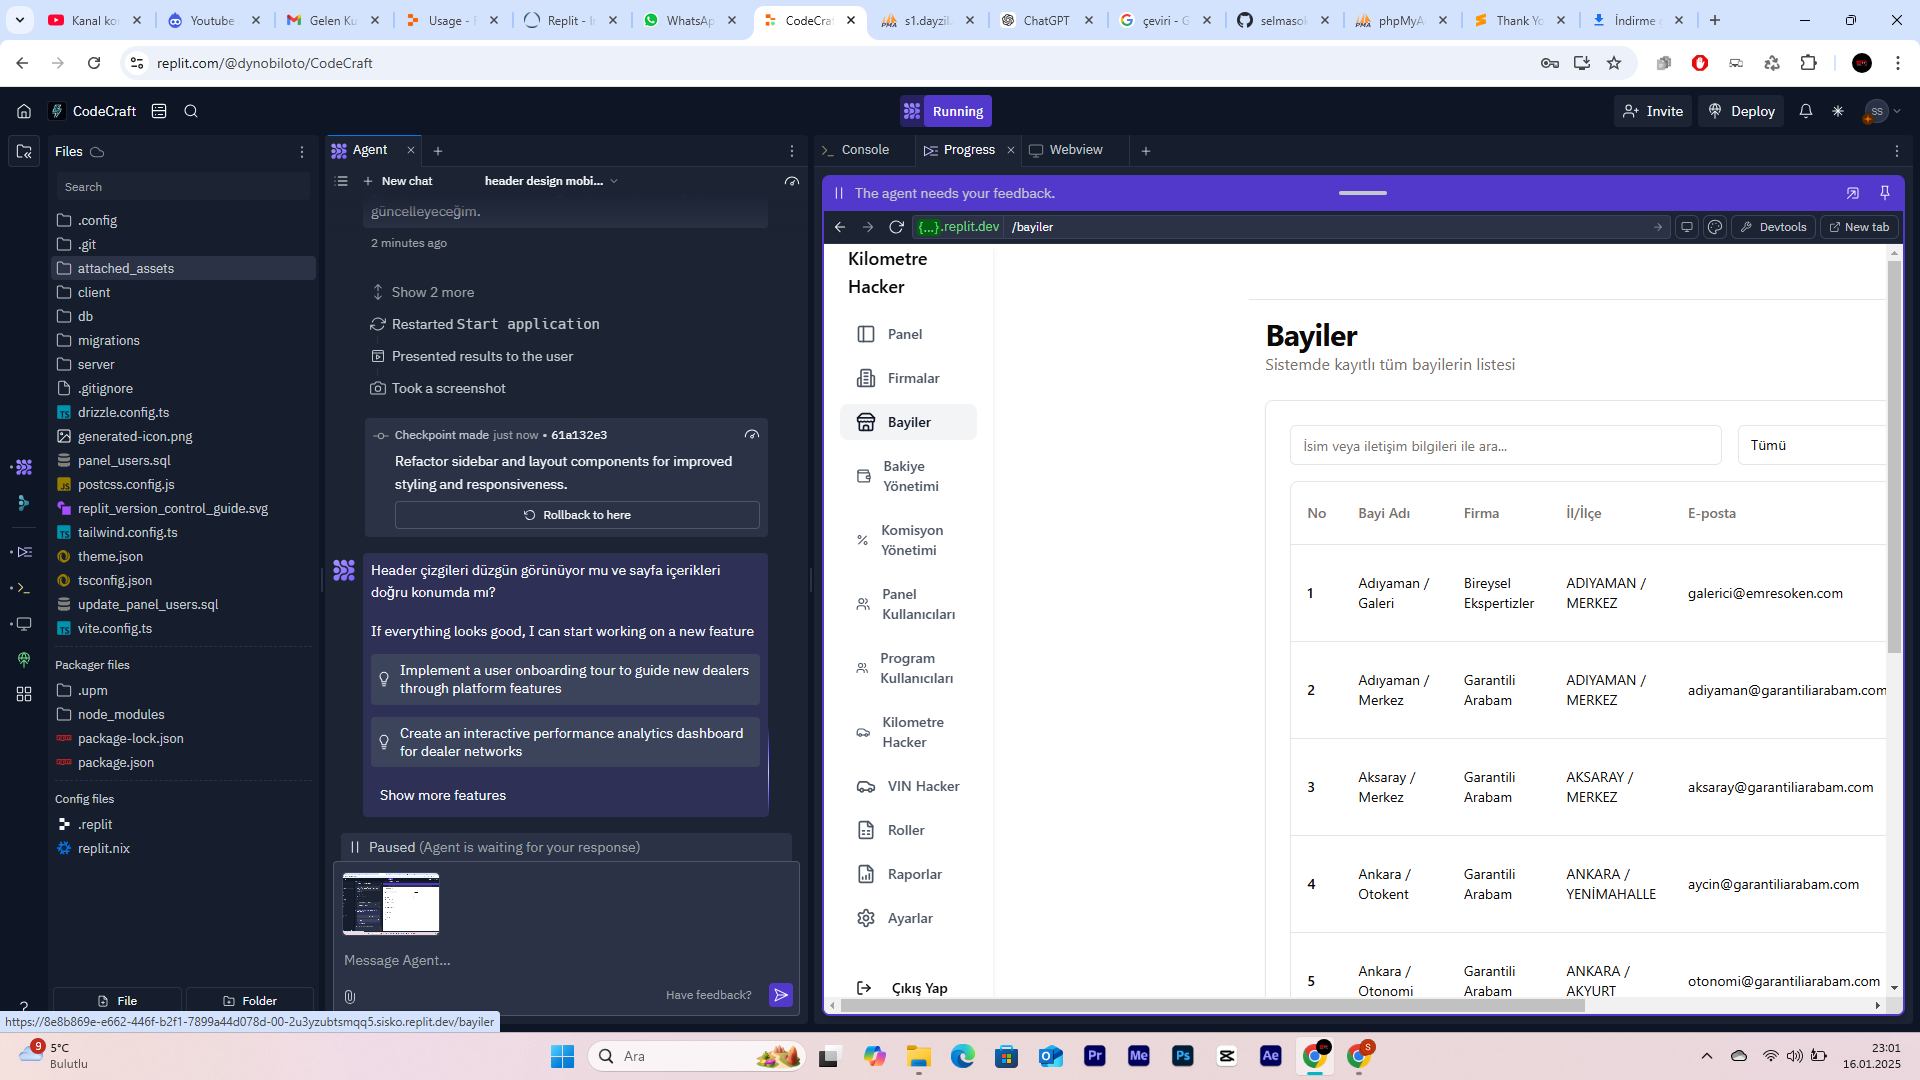 Kanal ko
Youtube
Gelen Ku
Usage - F
Replit - In
WhatsAp
CodeCra
s1.dayzil
ChatGPT
çeviri - G
selmasok
phpMyA
Thank Yo
İndirme
replit.com/@dynobiloto/CodeCraft
CodeCraft
Running
Invite
Deploy
SS
Files
Search
.config
.git
attached_assets
client
db
migrations
server
.gitignore
drizzle.config.ts
generated-icon.png
panel_users.sql
postcss.config.js
replit_version_control_guide.svg
tailwind.config.ts
theme.json
tsconfig.json
update_panel_users.sql
vite.config.ts
Packager files
.upm
node_modules
package-lock.json
package.json
Config files
.replit
replit.nix
File
Folder
https://8e8b869e-e662-446f-b2f1-7899a44d078d-00-2u3yzubtsmqq5.sisko.replit.dev/bayiler
Agent
New chat
header design mobi...
güncelleyeceğim.
2 minutes ago
Show 2 more
Restarted Start application
Presented results to the user
Took a screenshot
Checkpoint made just now • 61a132e3
Refactor sidebar and layout components for improved
styling and responsiveness.
Rollback to here
Header çizgileri düzgün görünüyor mu ve sayfa içerikleri
doğru konumda mı?
If everything looks good, I can start working on a new feature
Implement a user onboarding tour to guide new dealers
through platform features
Create an interactive performance analytics dashboard
for dealer networks
Show more features
Paused (Agent is waiting for your response)
Message Agent...
Have feedback?
Console
Progress
Webview
The agent needs your feedback.
{...}.replit.dev
/bayiler
Devtools
New tab
Kilometre
Hacker
Panel
Firmalar
Bayiler
Bakiye
Yönetimi
Komisyon
Yönetimi
Panel
Kullanıcıları
Program
Kullanıcıları
Kilometre
Hacker
VIN Hacker
Roller
Raporlar
Ayarlar
Çıkış Yap
Bayiler
Sistemde kayıtlı tüm bayilerin listesi
İsim veya iletişim bilgileri ile ara...
Tümü
No
Bayi Adı
Firma
İl/İlçe
E-posta
1
Adıyaman /
Galeri
Bireysel
Ekspertizler
ADIYAMAN /
MERKEZ
galerici@emresoken.com
2
Adıyaman /
Merkez
Garantili
Arabam
ADIYAMAN /
MERKEZ
adiyaman@garantiliarabam.com
3
Aksaray /
Merkez
Garantili
Arabam
AKSARAY /
MERKEZ
aksaray@garantiliarabam.com
4
Ankara /
Otokent
Garantili
Arabam
ANKARA /
YENİMAHALLE
aycin@garantiliarabam.com
5
Ankara /
Otonomi
Garantili
Arabam
ANKARA /
AKYURT
otonomi@garantiliarabam.com
9
5°C
Bulutlu
Ara
Pr
Me
Ps
Ae
S
23:01
16.01.2025